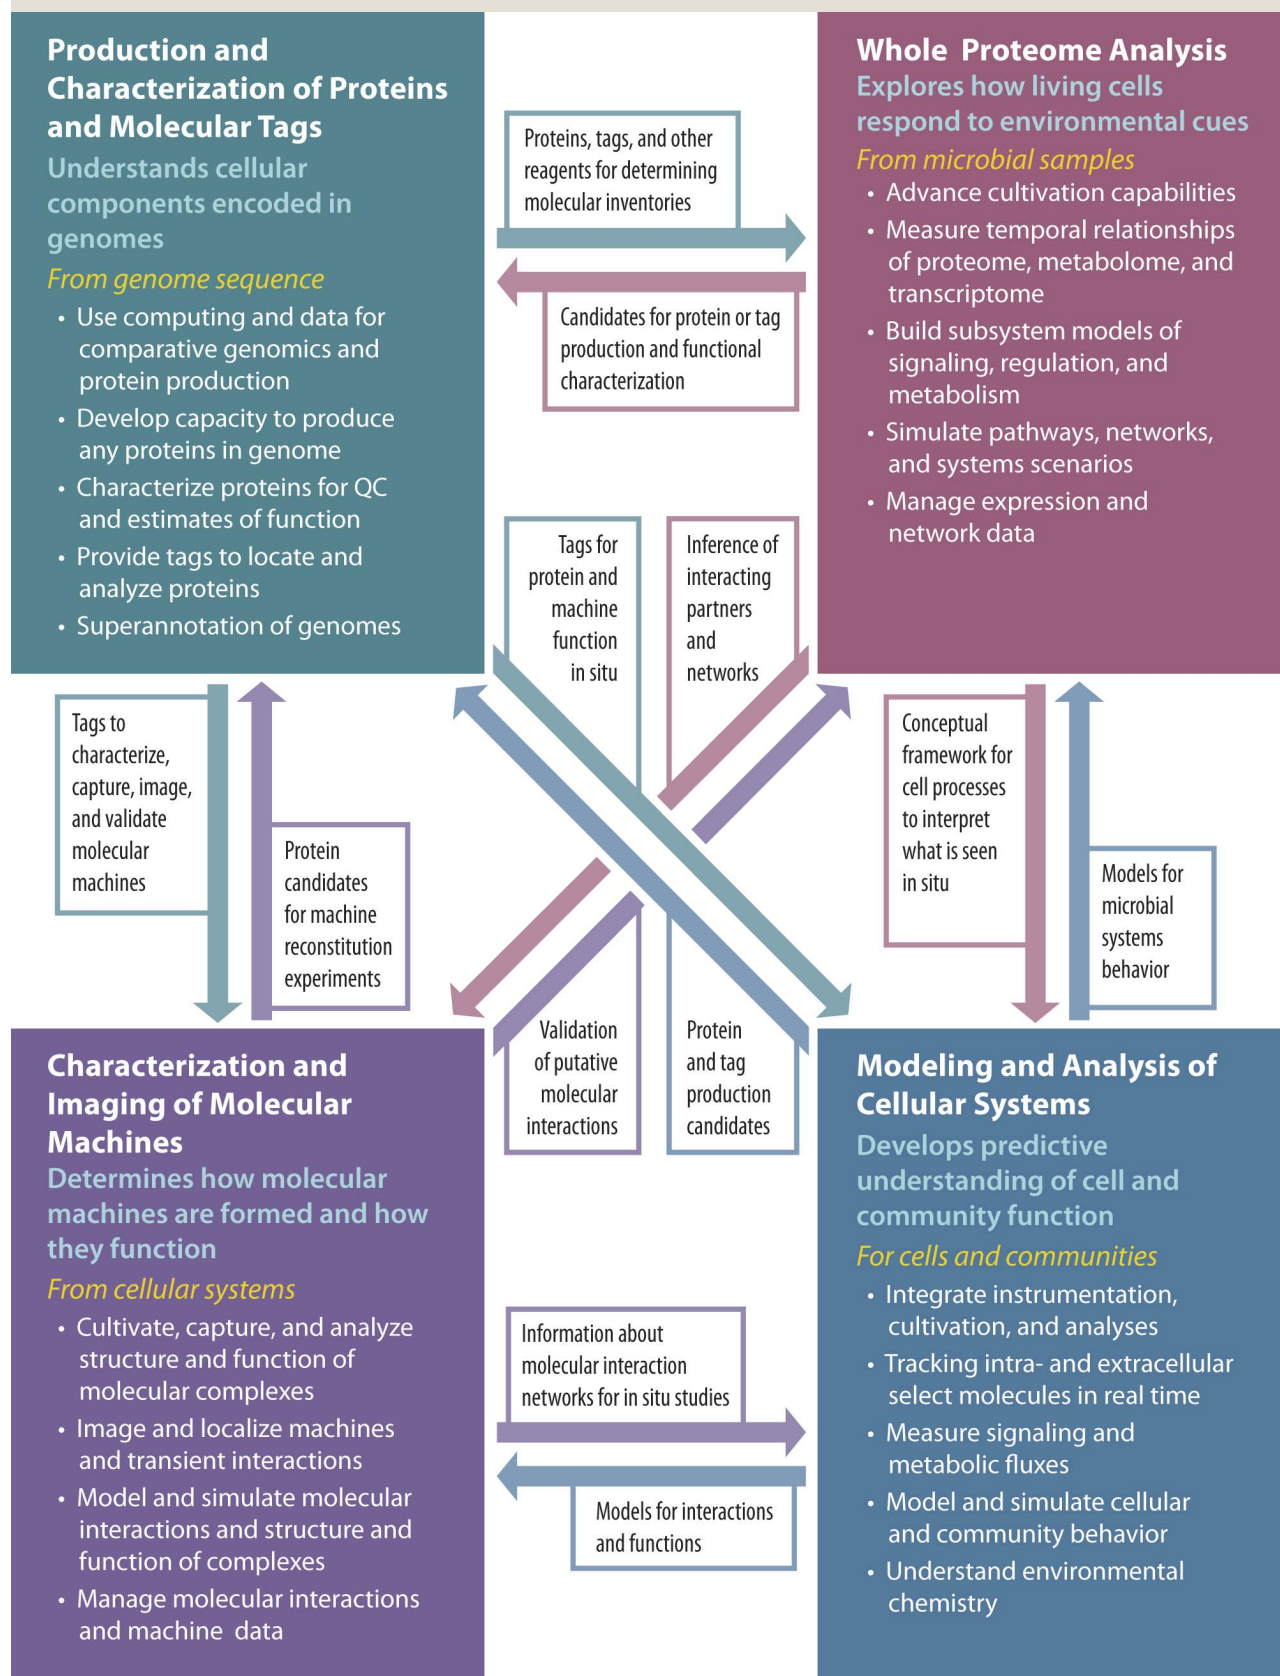 Production and
Characterization of Proteins
and Molecular Tags
Understands cellular
components encoded in
genomes
From genome sequence
• Use computing and data for
comparative genomics and
protein production
• Develop capacity to produce
any proteins in genome
• Characterize proteins for QC
and estimates of function
• Provide tags to locate and
analyze proteins
• Superannotation of genomes
Proteins, tags, and other
reagents for determining
molecular inventories
Candidates for protein or tag
production and functional
characterization
Whole Proteome Analysis
Explores how living cells
respond to environmental cues
From microbial samples
• Advance cultivation capabilities
• Measure temporal relationships
of proteome, metabolome, and
transcriptome
• Build subsystem models of
signaling, regulation, and
metabolism
• Simulate pathways, networks,
and systems scenarios
• Manage expression and
network data
Tags for
protein and
machine
function
in situ
Inference of
interacting
partners
and
networks
Tags to
characterize,
capture, image,
and validate
molecular
machines
Protein
candidates
for machine
reconstitution
experiments
Conceptual
framework for
cell processes
to interpret
what is seen
in situ
Models for
microbial
systems
behavior
Validation
of putative
molecular
interactions
Protein
and tag
production
candidates
Characterization and
Imaging of Molecular
Machines
Determines how molecular
machines are formed and how
they function
From cellular systems
• Cultivate, capture, and analyze
structure and function of
molecular complexes
• Image and localize machines
and transient interactions
• Model and simulate molecular
interactions and structure and
function of complexes
• Manage molecular interactions
and machine data
Information about
molecular interaction
networks for in situ studies
Models for interactions
and functions
Modeling and Analysis of
Cellular Systems
Develops predictive
understanding of cell and
community function
For cells and communities
• Integrate instrumentation,
cultivation, and analyses
• Tracking intra- and extracellular
select molecules in real time
• Measure signaling and
metabolic fluxes
• Model and simulate cellular
and community behavior
• Understand environmental
chemistry